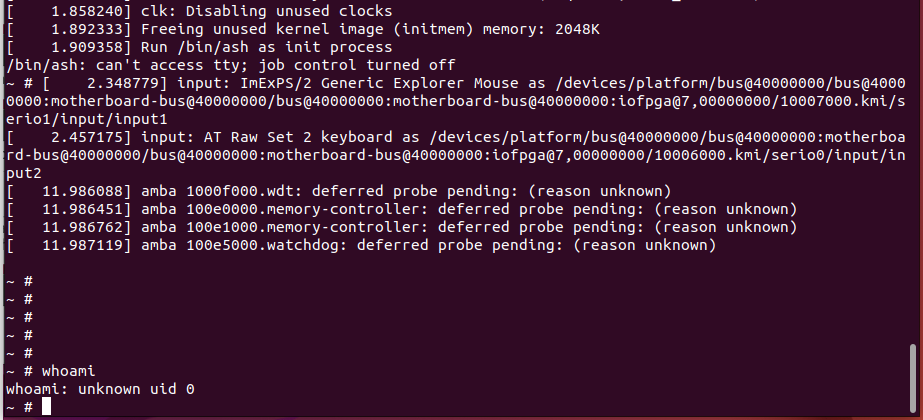 [    1.858240] clk: Disabling unused clocks
[    1.892333] Freeing unused kernel image (initmem) memory: 2048K
[    1.909358] Run /bin/ash as init process
/bin/ash: can't access tty; job control turned off
~ # [    2.348779] input: ImExPS/2 Generic Explorer Mouse as /devices/platform/bus@40000000/bus@4000
0000:motherboard-bus@40000000/bus@40000000:motherboard-bus@40000000:iofpga@7,00000000/10007000.kmi/s
erio1/input/input1
[    2.457175] input: AT Raw Set 2 keyboard as /devices/platform/bus@40000000/bus@40000000:motherboa
rd-bus@40000000/bus@40000000:motherboard-bus@40000000:iofpga@7,00000000/10006000.kmi/serio0/input/in
put2
[   11.986088] amba 1000f000.wdt: deferred probe pending: (reason unknown)
[   11.986451] amba 100e0000.memory-controller: deferred probe pending: (reason unknown)
[   11.986762] amba 100e1000.memory-controller: deferred probe pending: (reason unknown)
[   11.987119] amba 100e5000.watchdog: deferred probe pending: (reason unknown)
~ #
~ #
~ #
~ #
~ #
~ # whoami
whoami: unknown uid 0
~ #